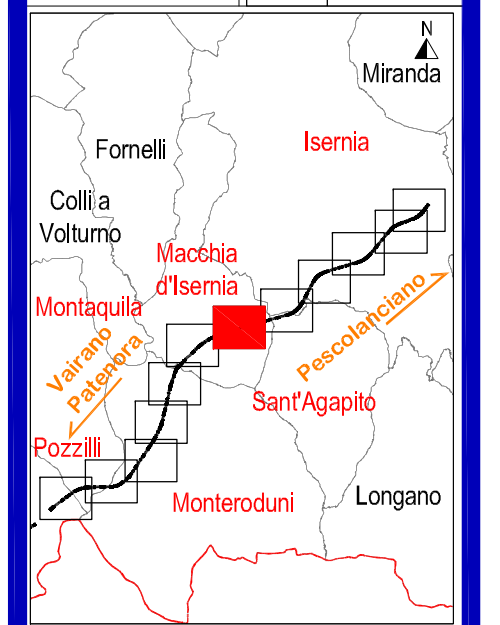 N
Miranda
Isernia
Fornelli
Colli a
Volturno
Macchia
d'Isernia
Montaquila
Vairano
Patenora
Pescolanciano
Sant'Agapito
Pozzilli
Monteroduni
Longano